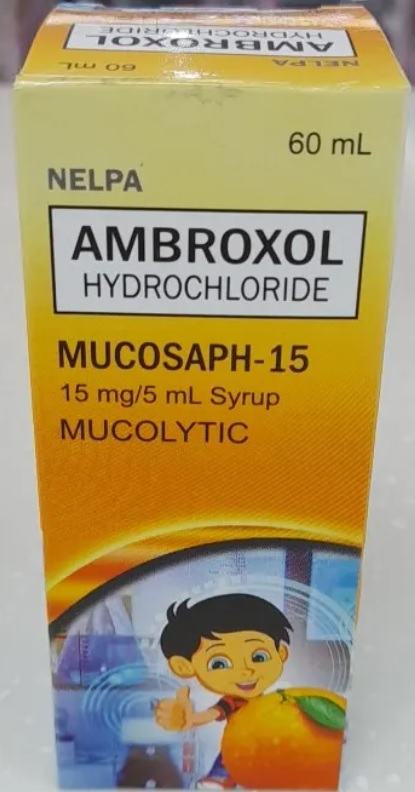 NELPA
AMBROXOL
HYDROCHLORIDE
60 mL
60 mL
NELPA
AMBROXOL
HYDROCHLORIDE
MUCOSAPH-15
15 mg/5 mL Syrup
MUCOLYTIC